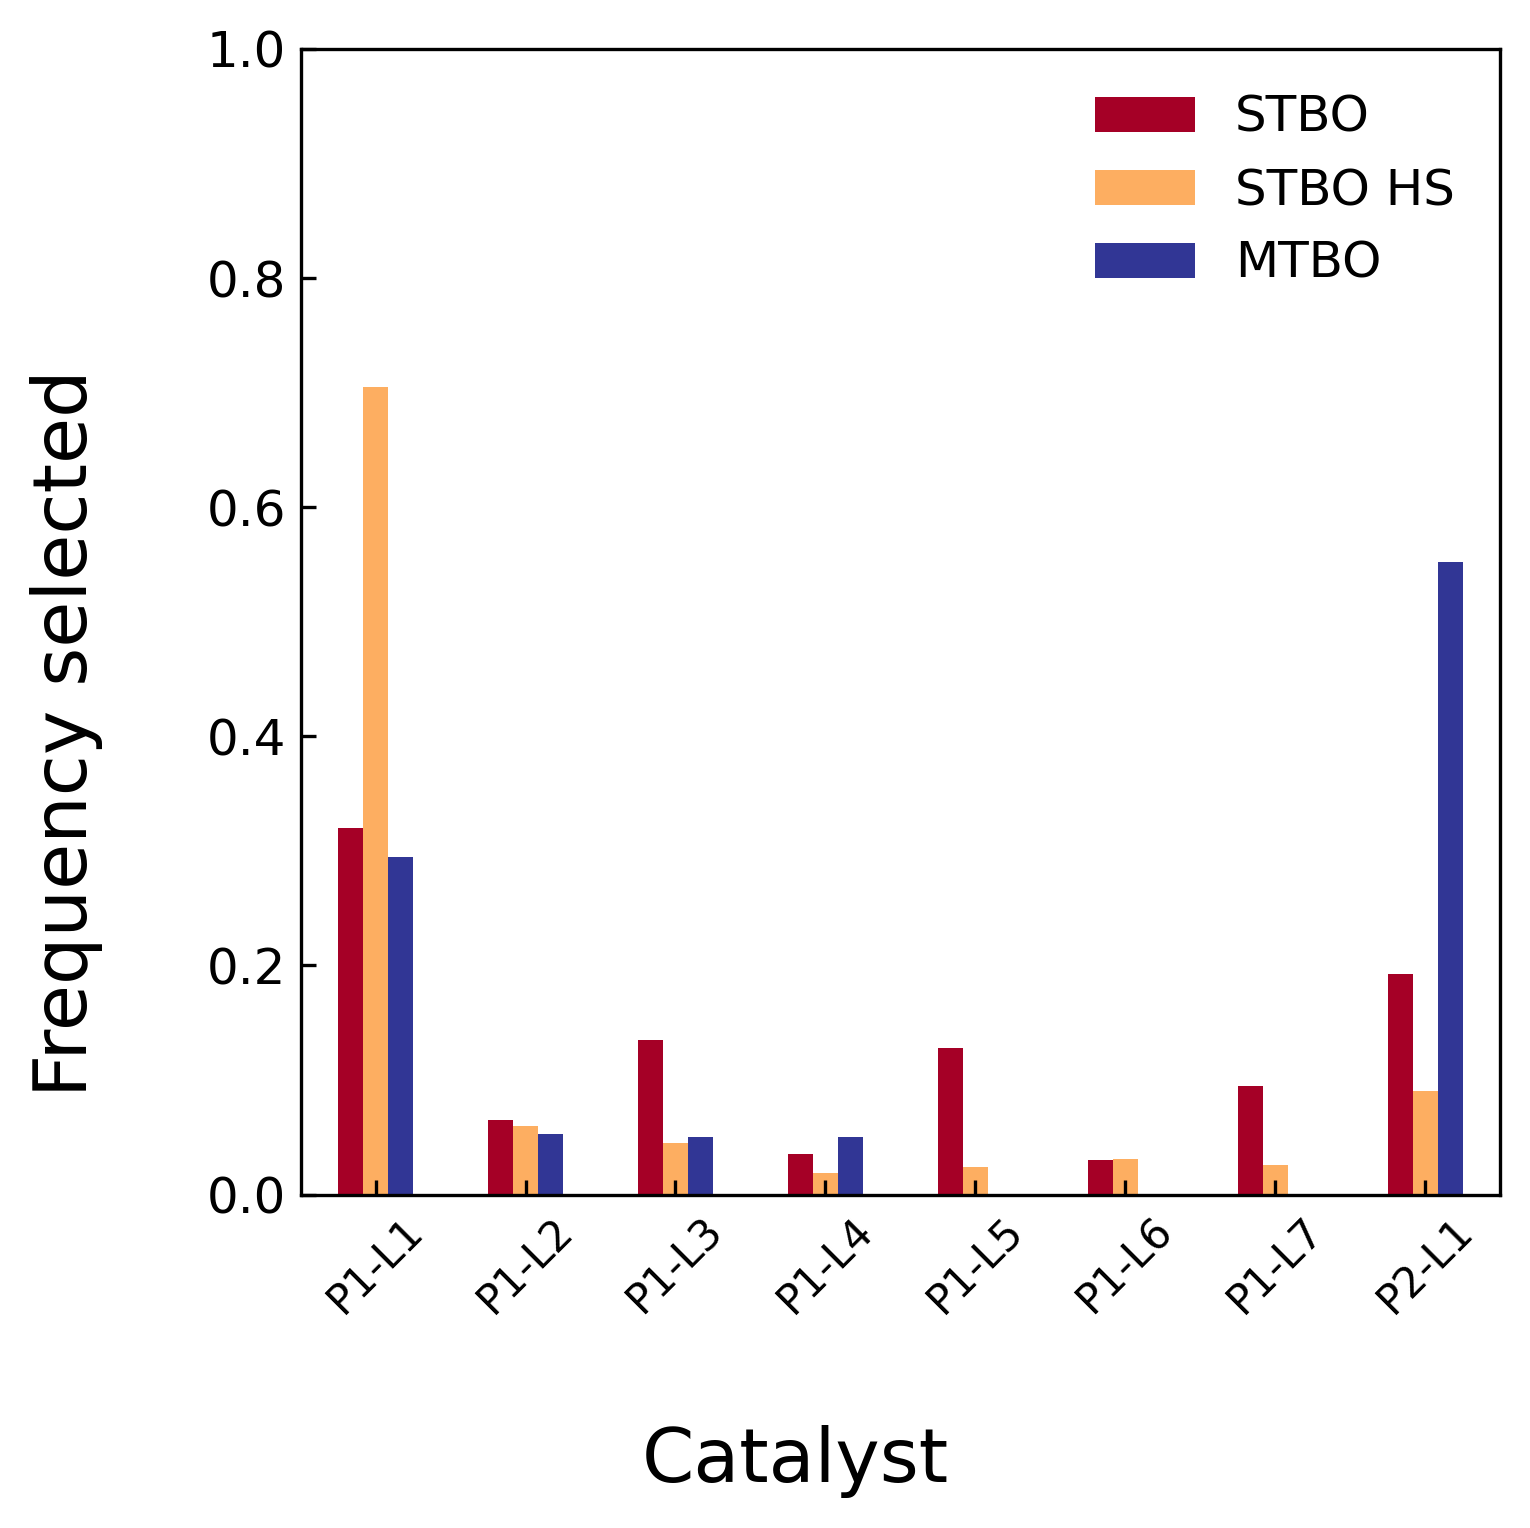 1.0
0.8
0.6
0.4
0.2
0.0
Frequency selected
STBO
STBO HS
MTBO
P1-L1
P1-L2
P1-L3
P1-L4
P1-L5
P1-L6
P1-L7
P2-L1
Catalyst